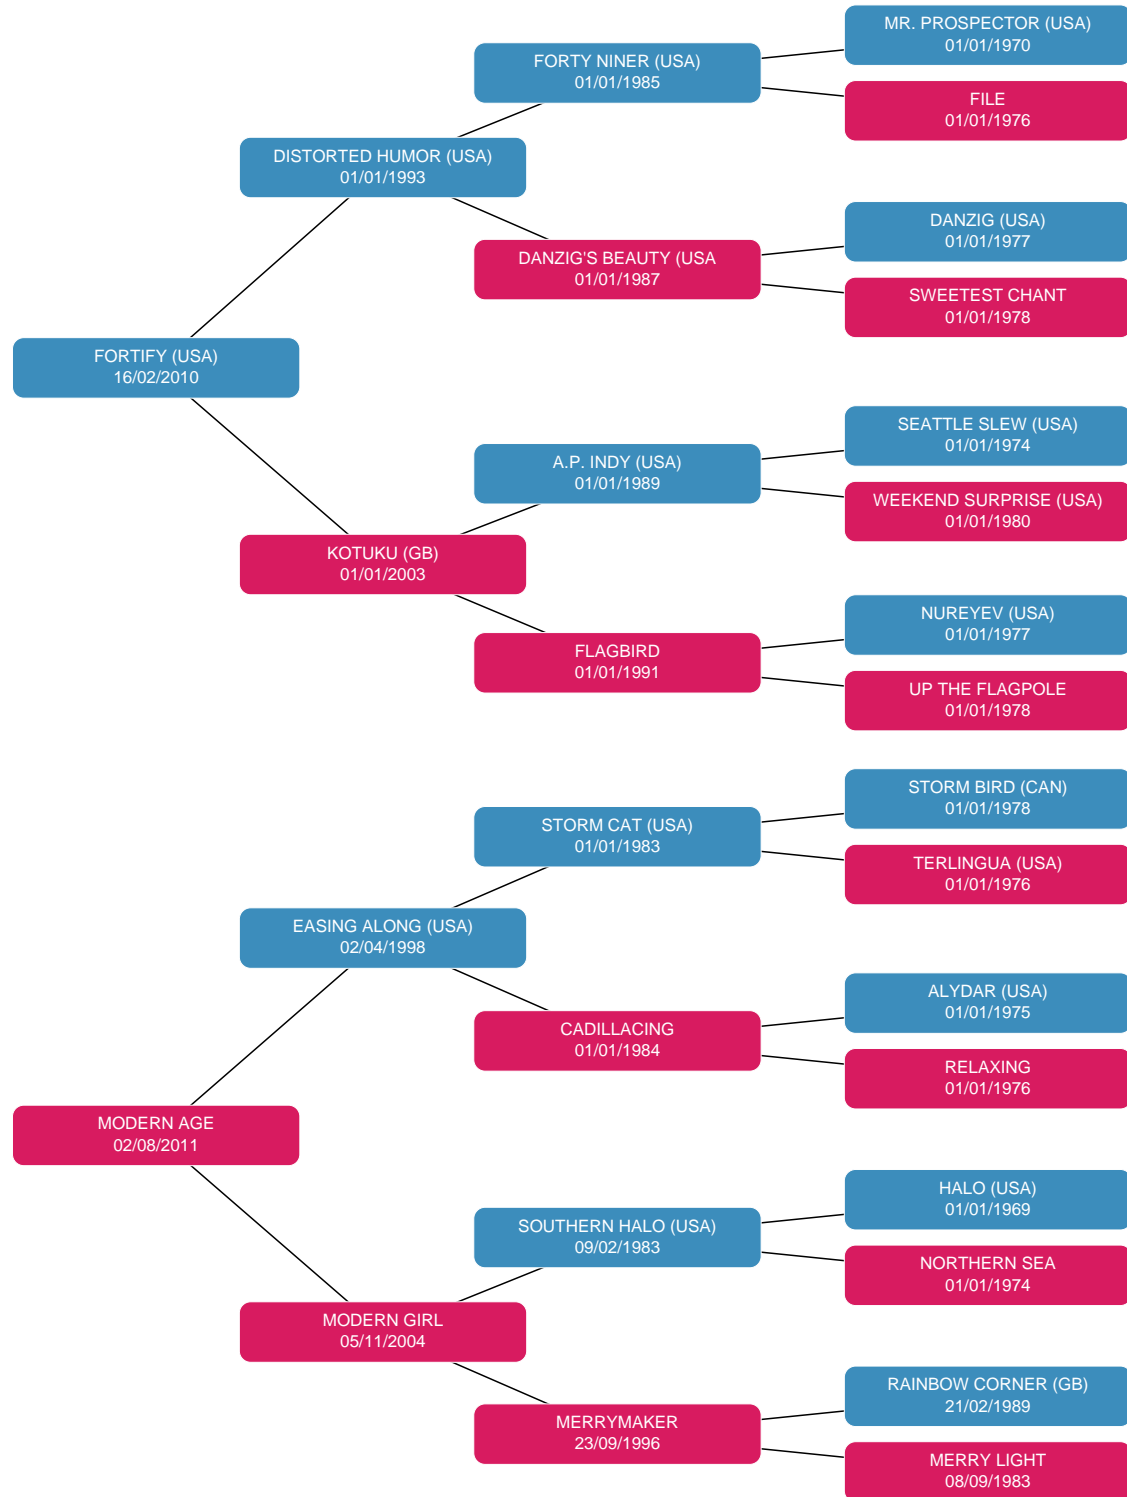 MR. PROSPECTOR (USA)
01/01/1970
FORTY NINER (USA)
01/01/1985
FILE
01/01/1976
DISTORTED HUMOR (USA)
01/01/1993
DANZIG (USA)
01/01/1977
DANZIG'S BEAUTY (USA
01/01/1987
SWEETEST CHANT
01/01/1978
FORTIFY (USA)
16/02/2010
SEATTLE SLEW (USA)
01/01/1974
A.P. INDY (USA)
01/01/1989
WEEKEND SURPRISE (USA)
01/01/1980
KOTUKU (GB)
01/01/2003
NUREYEV (USA)
01/01/1977
FLAGBIRD
01/01/1991
UP THE FLAGPOLE
01/01/1978
STORM BIRD (CAN)
01/01/1978
STORM CAT (USA)
01/01/1983
TERLINGUA (USA)
01/01/1976
EASING ALONG (USA)
02/04/1998
ALYDAR (USA)
01/01/1975
CADILLACING
01/01/1984
RELAXING
01/01/1976
MODERN AGE
02/08/2011
HALO (USA)
01/01/1969
SOUTHERN HALO (USA)
09/02/1983
NORTHERN SEA
01/01/1974
MODERN GIRL
05/11/2004
RAINBOW CORNER (GB)
21/02/1989
MERRYMAKER
23/09/1996
MERRY LIGHT
08/09/1983